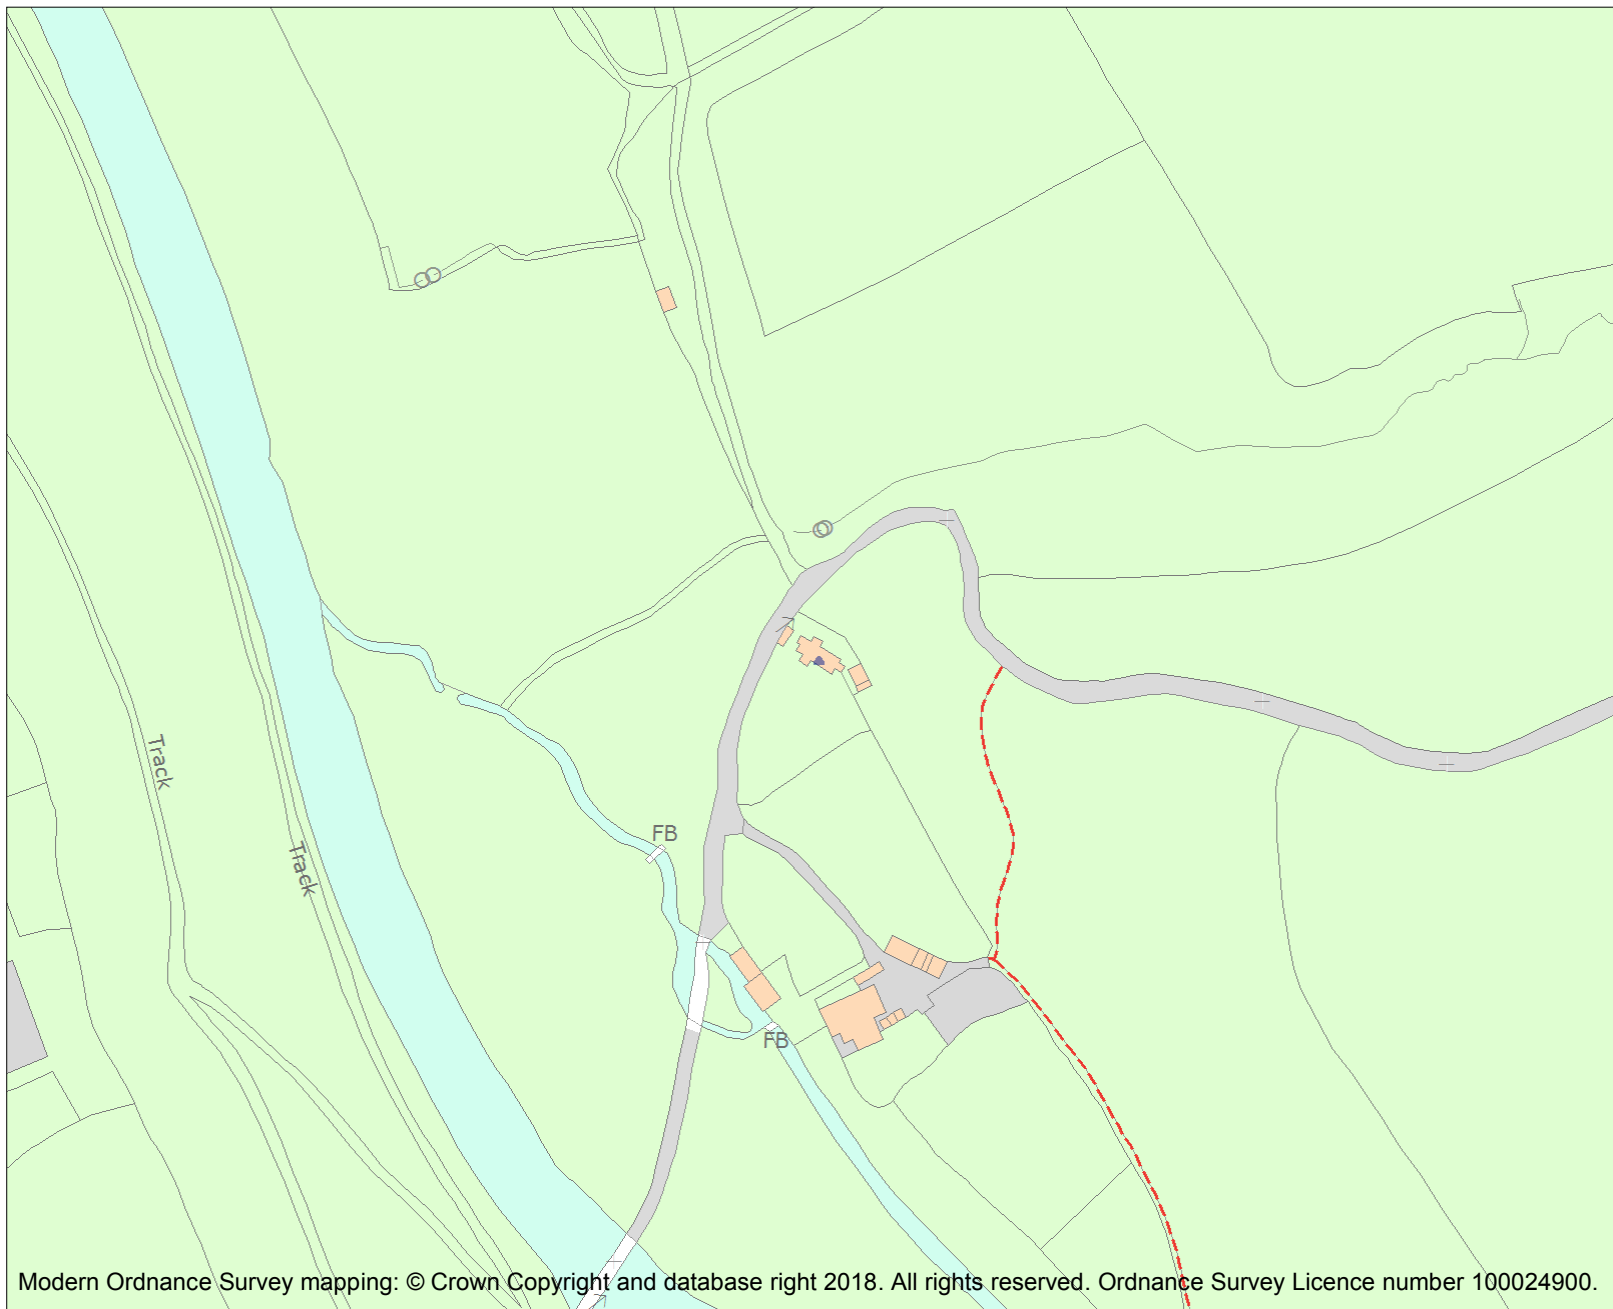 Track
FB
Track
FB
Modern Ordnance Survey mapping: © Crown Copyright and database right 2018. All rights reserved. Ordnance Survey Licence number 100024900.